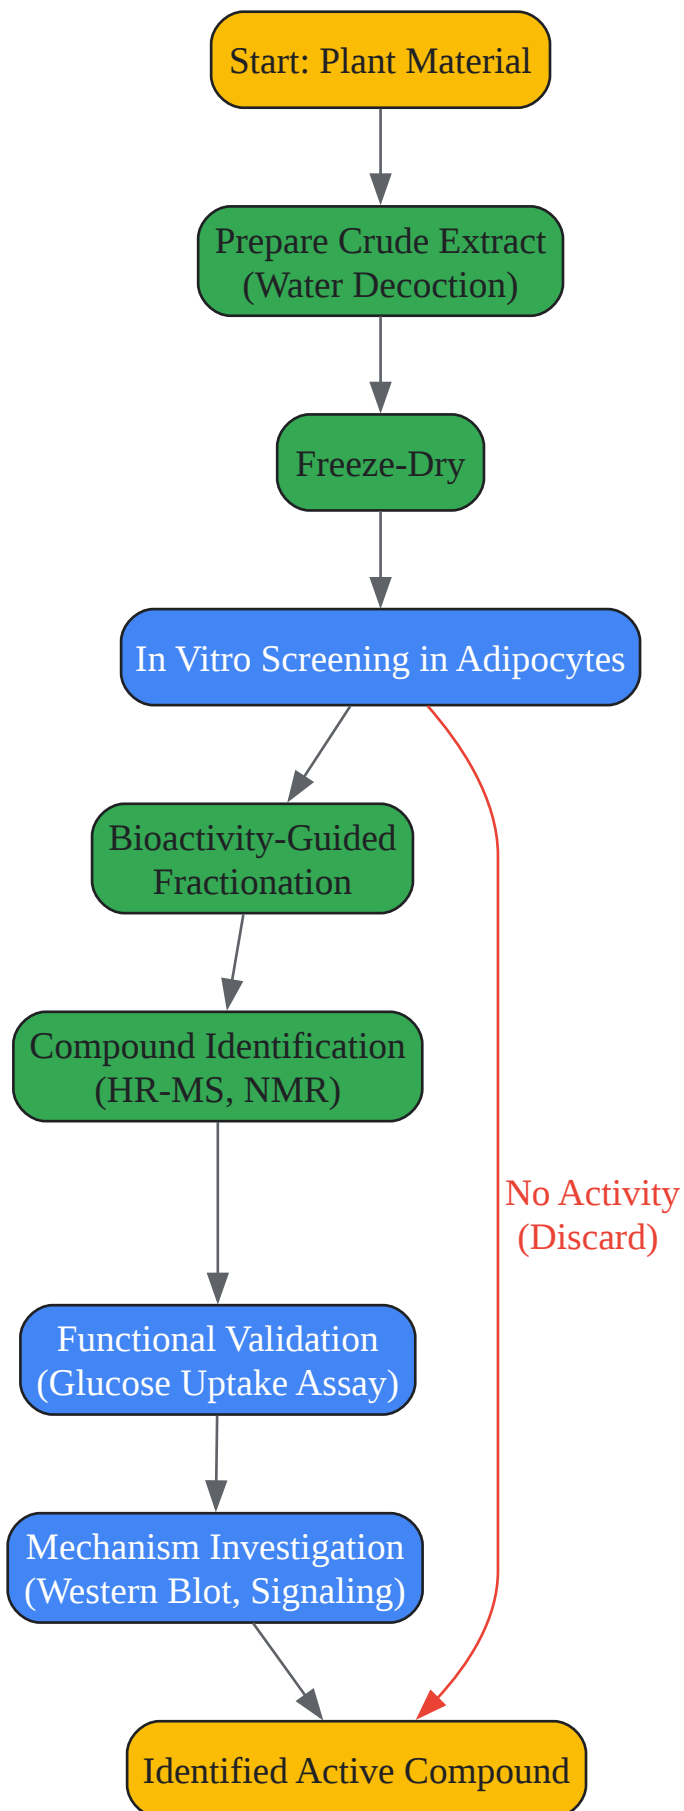 Start: Plant Material
Prepare Crude Extract
(Water Decoction)
Freeze-Dry
In Vitro Screening in Adipocytes
Bioactivity-Guided
Fractionation
Compound Identification
(HR-MS, NMR)
No Activity
(Discard)
Functional Validation
(Glucose Uptake Assay)
Mechanism Investigation
(Western Blot, Signaling)
Identified Active Compound